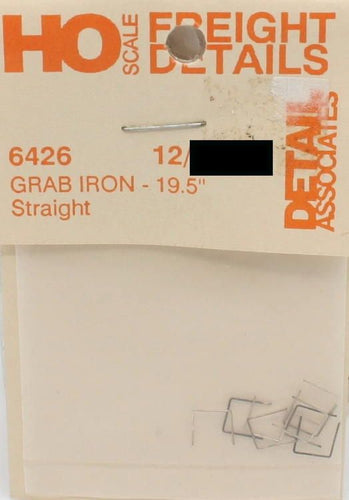 HO SCALE FREIGHT
DETAILS
DETAIL
ASSOCIATES
6426 12/
GRAB IRON - 19.5"
Straight